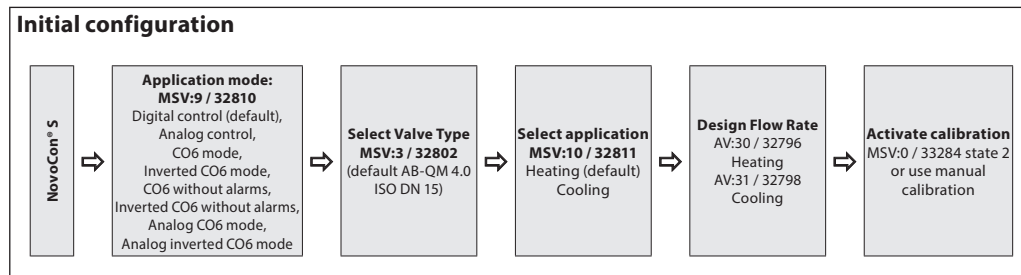 Initial configuration
NovoCon® S
Application mode:
MSV:9 / 32810
Digital control (default),
Analog control,
CO6 mode,
Inverted CO6 mode,
CO6 without alarms,
Inverted CO6 without alarms,
Analog CO6 mode,
Analog inverted CO6 mode
Select Valve Type
MSV:3 / 32802
(default AB-QM 4.0
ISO DN 15)
Select application
MSV:10 / 32811
Heating (default)
Cooling
Design Flow Rate
AV:30 / 32796
Heating
AV:31 / 32798
Cooling
Activate calibration
MSV:0 / 33284 state 2
or use manual
calibration